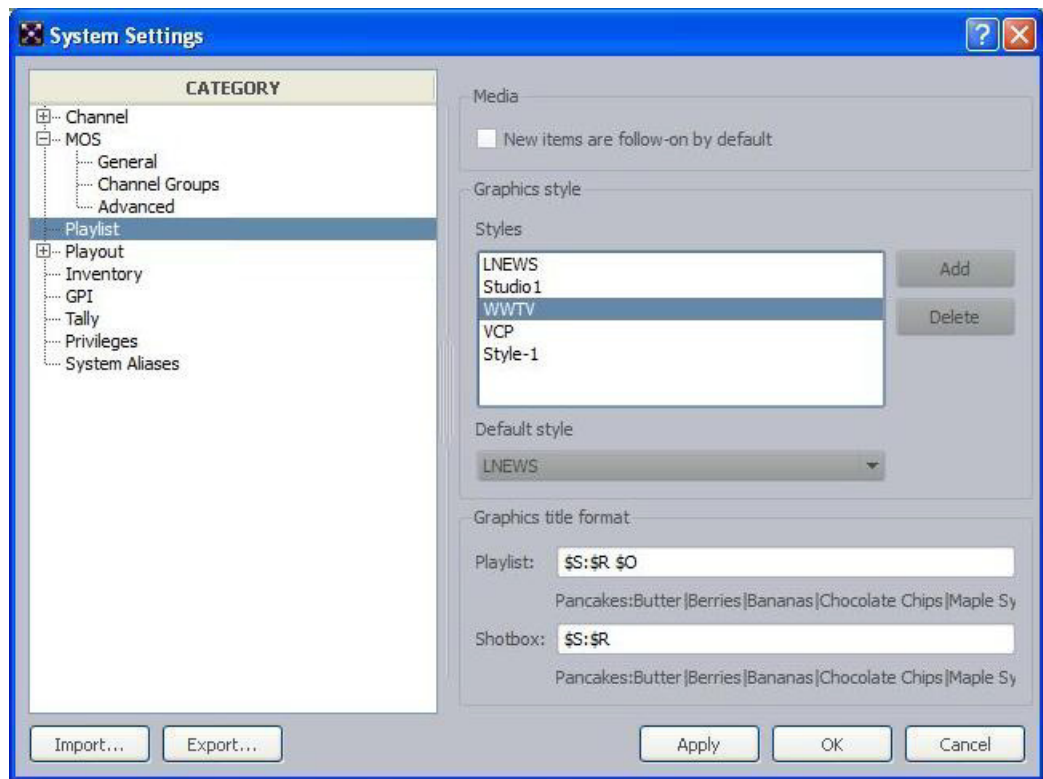 System Settings
CATEGORY
Channel
MOS
General
Channel Groups
Advanced
Playlist
Playout
Inventory
GPI
Tally
Privileges
System Aliases
Media
New items are follow-on by default
Graphics style
Styles
LNEWS
Studio1
WWTV
VCP
Style-1
Add
Delete
Default style
LNEWS
Graphics title format
Playlist: $S:$R $O
Pancakes:Butter|Berries|Bananas|Chocolate Chips|Maple Sy
Shotbox: $S:$R
Pancakes:Butter|Berries|Bananas|Chocolate Chips|Maple Sy
Import... Export... Apply OK Cancel